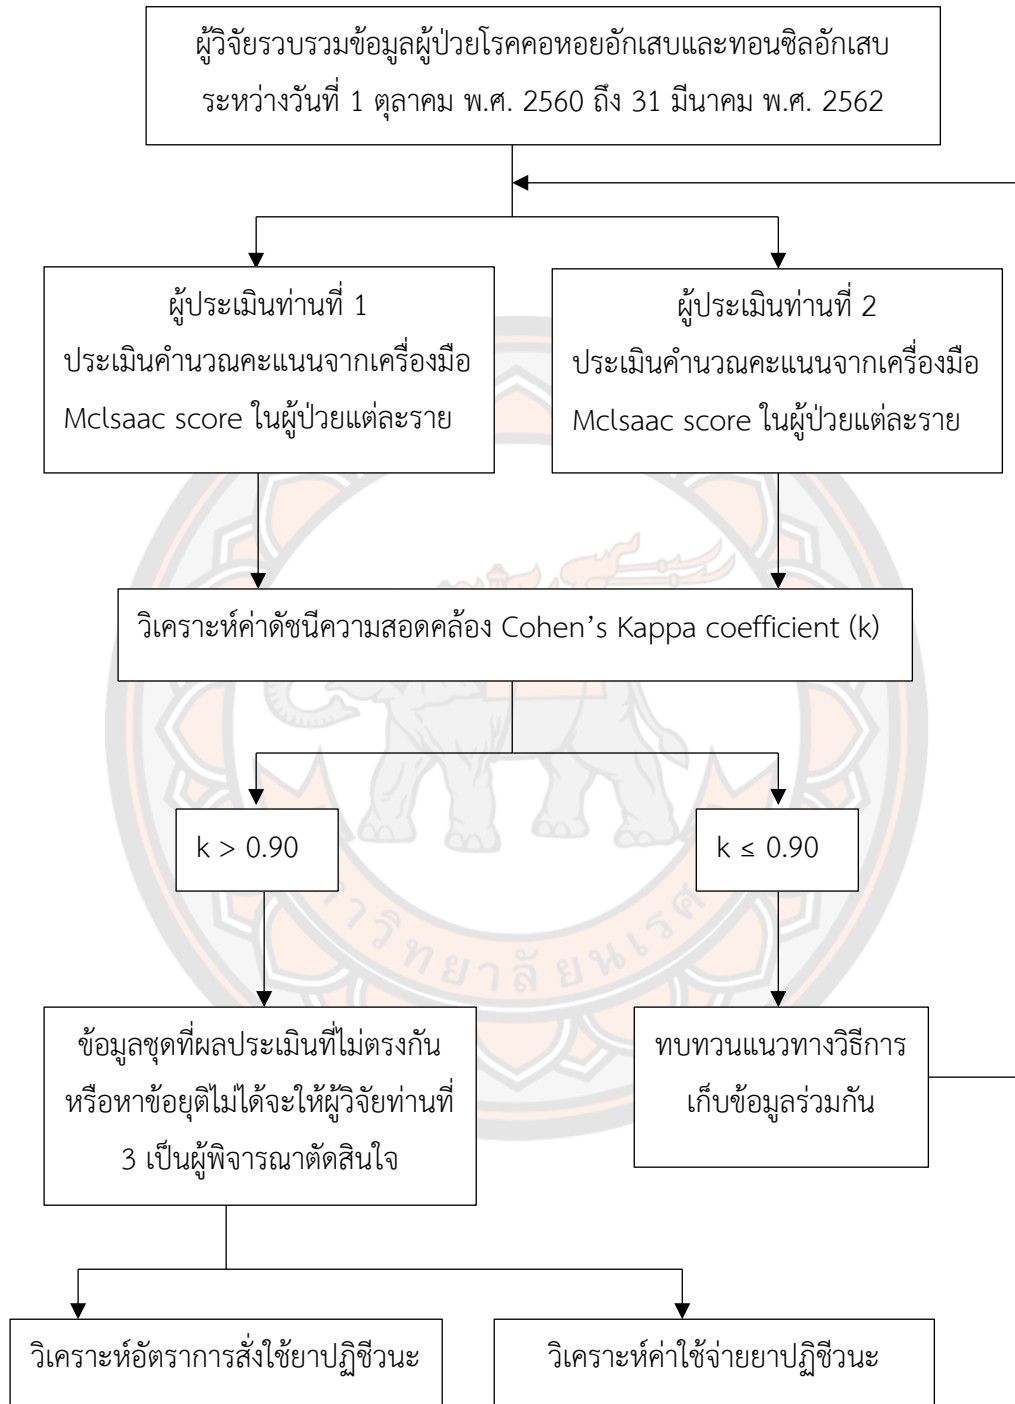 ผู้วิจัยรวบรวมข้อมูลผู้ป่วยโรคคอหอยอักเสบและทอนซิลอักเสบ
ระหว่างวันที่ 1 ตุลาคม พ.ศ. 2560 ถึง 31 มีนาคม พ.ศ. 2562
ผู้ประเมินท่านที่ 1
ประเมินคำนวณคะแนนจากเครื่องมือ
Mclsaac score ในผู้ป่วยแต่ละราย
ผู้ประเมินท่านที่ 2
ประเมินคำนวณคะแนนจากเครื่องมือ
Mclsaac score ในผู้ป่วยแต่ละราย
วิเคราะห์ค่าดัชนีความสอดคล้อง Cohen’s Kappa coefficient (k)
k > 0.90
k ≤ 0.90
ข้อมูลชุดที่ผลประเมินที่ไม่ตรงกัน
หรือหาข้อยุติไม่ได้จะให้ผู้วิจัยท่านที่
3 เป็นผู้พิจารณาตัดสินใจ
ทบทวนแนวทางวิธีการ
เก็บข้อมูลร่วมกัน
วิเคราะห์อัตราการสั่งใช้ยาปฏิชีวนะ
วิเคราะห์ค่าใช้จ่ายยาปฏิชีวนะ